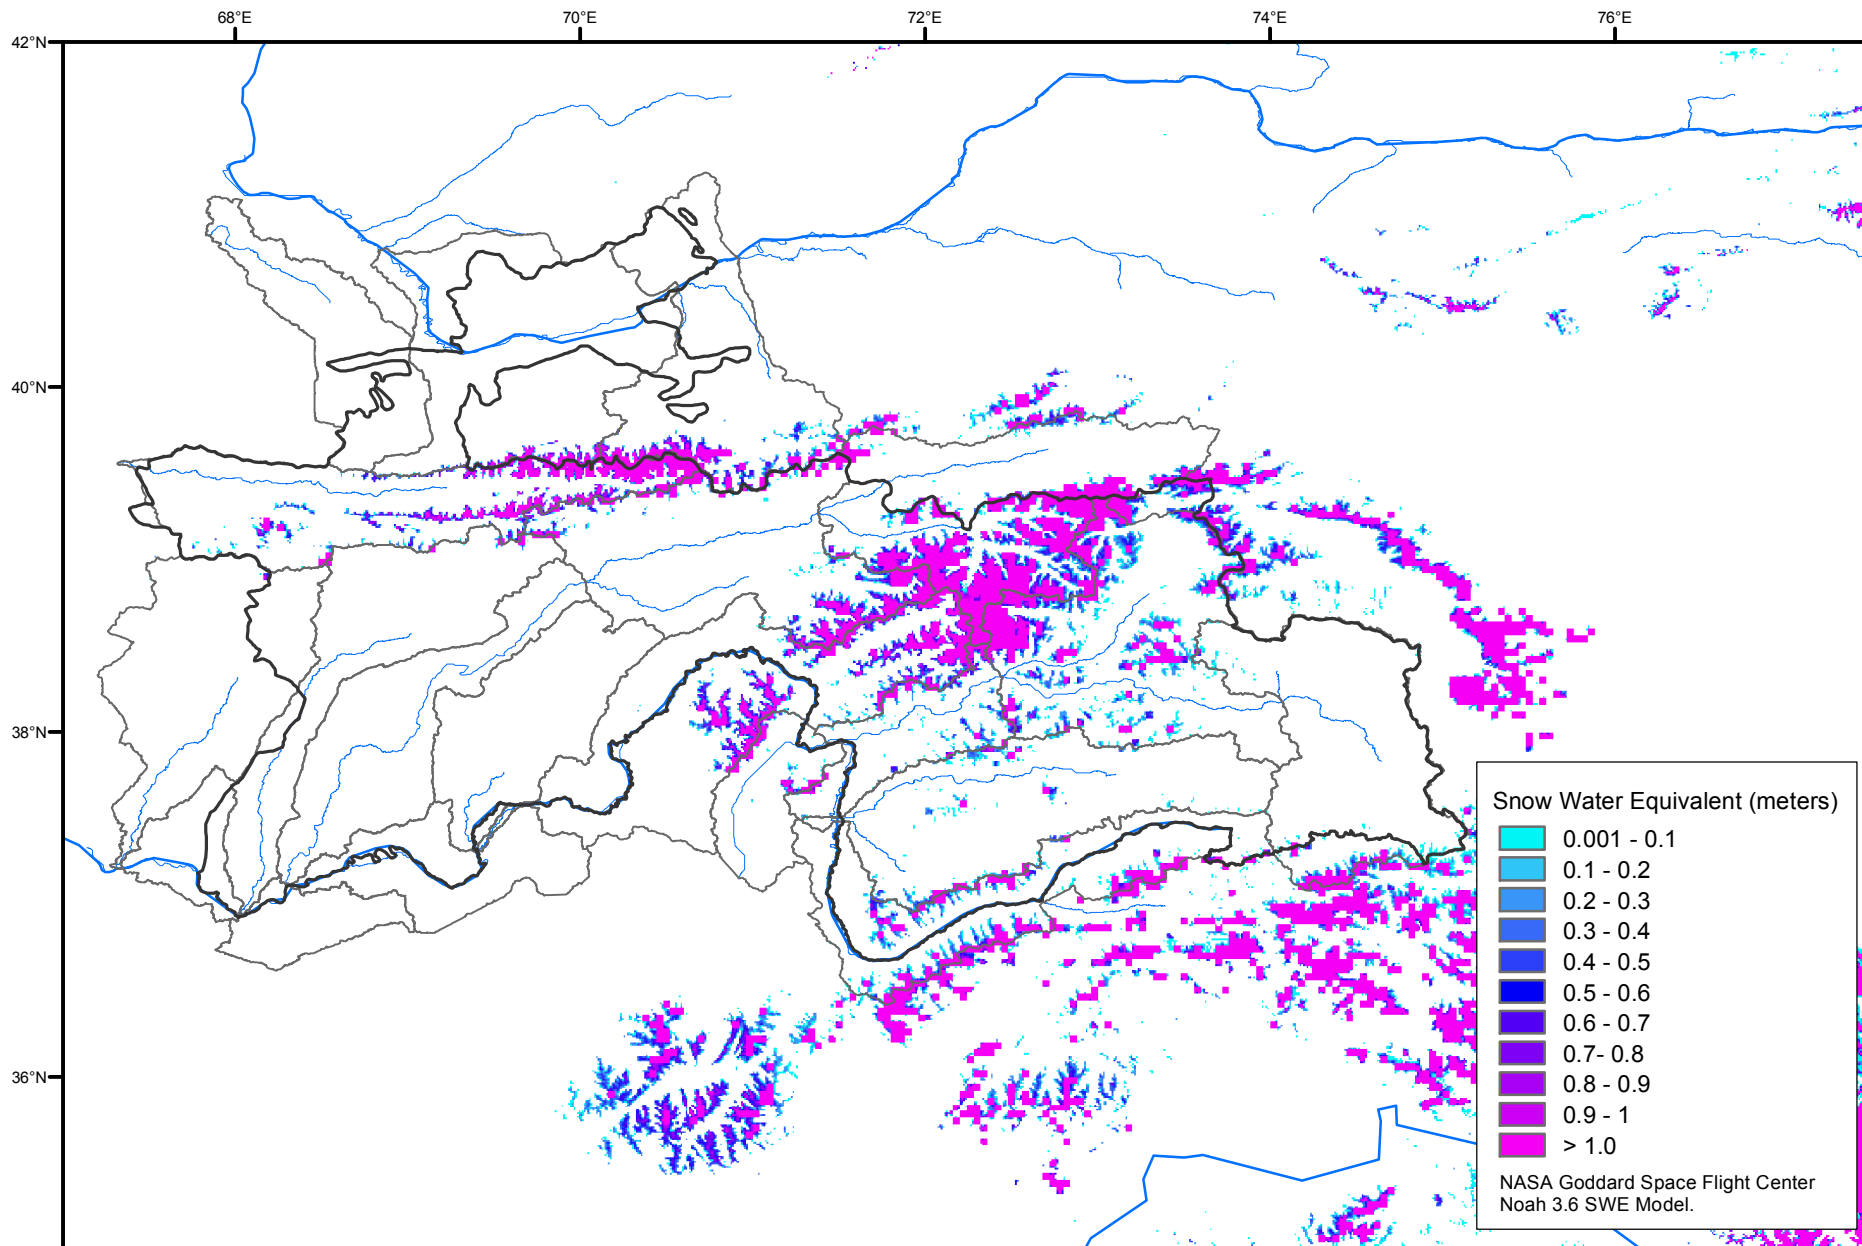 68°E
70°E
72°E
74°E
76°E
42°N
40°N
38°N
36°N
Snow Water Equivalent (meters)
0.001 - 0.1
0.1 - 0.2
0.2 - 0.3
0.3 - 0.4
0.4 - 0.5
0.5 - 0.6
0.6 - 0.7
0.7- 0.8
0.8 - 0.9
0.9 - 1
> 1.0
NASA Goddard Space Flight Center
Noah 3.6 SWE Model.